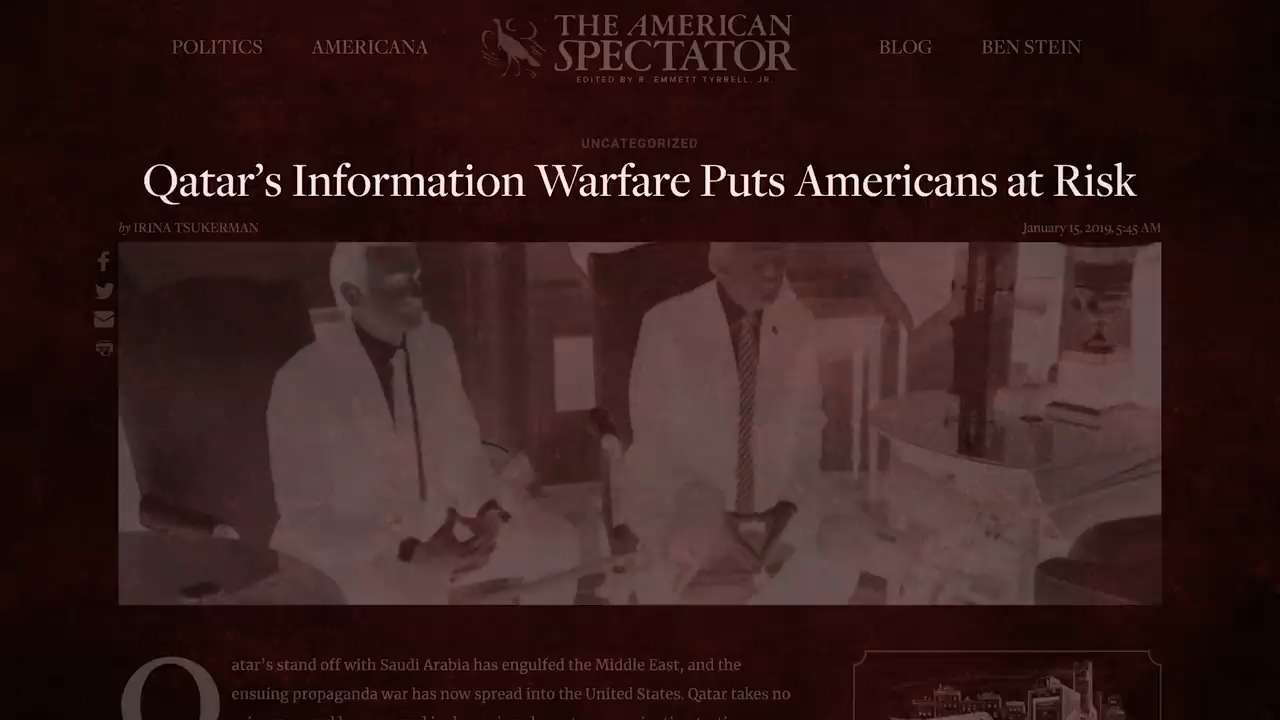 POLITICS AMERICANA THE AMERICAN SPECTATOR BLOG BEN STEIN
EDITED BY R. EMMETT TYRRELL, JR.
UNCATEGORIZED
Qatar’s Information Warfare Puts Americans at Risk
by IRINA TSUKERMAN January 15, 2019, 5:45 AM
Qatar’s stand off with Saudi Arabia has engulfed the Middle East, and the
ensuing propaganda war has now spread into the United States. Qatar takes no